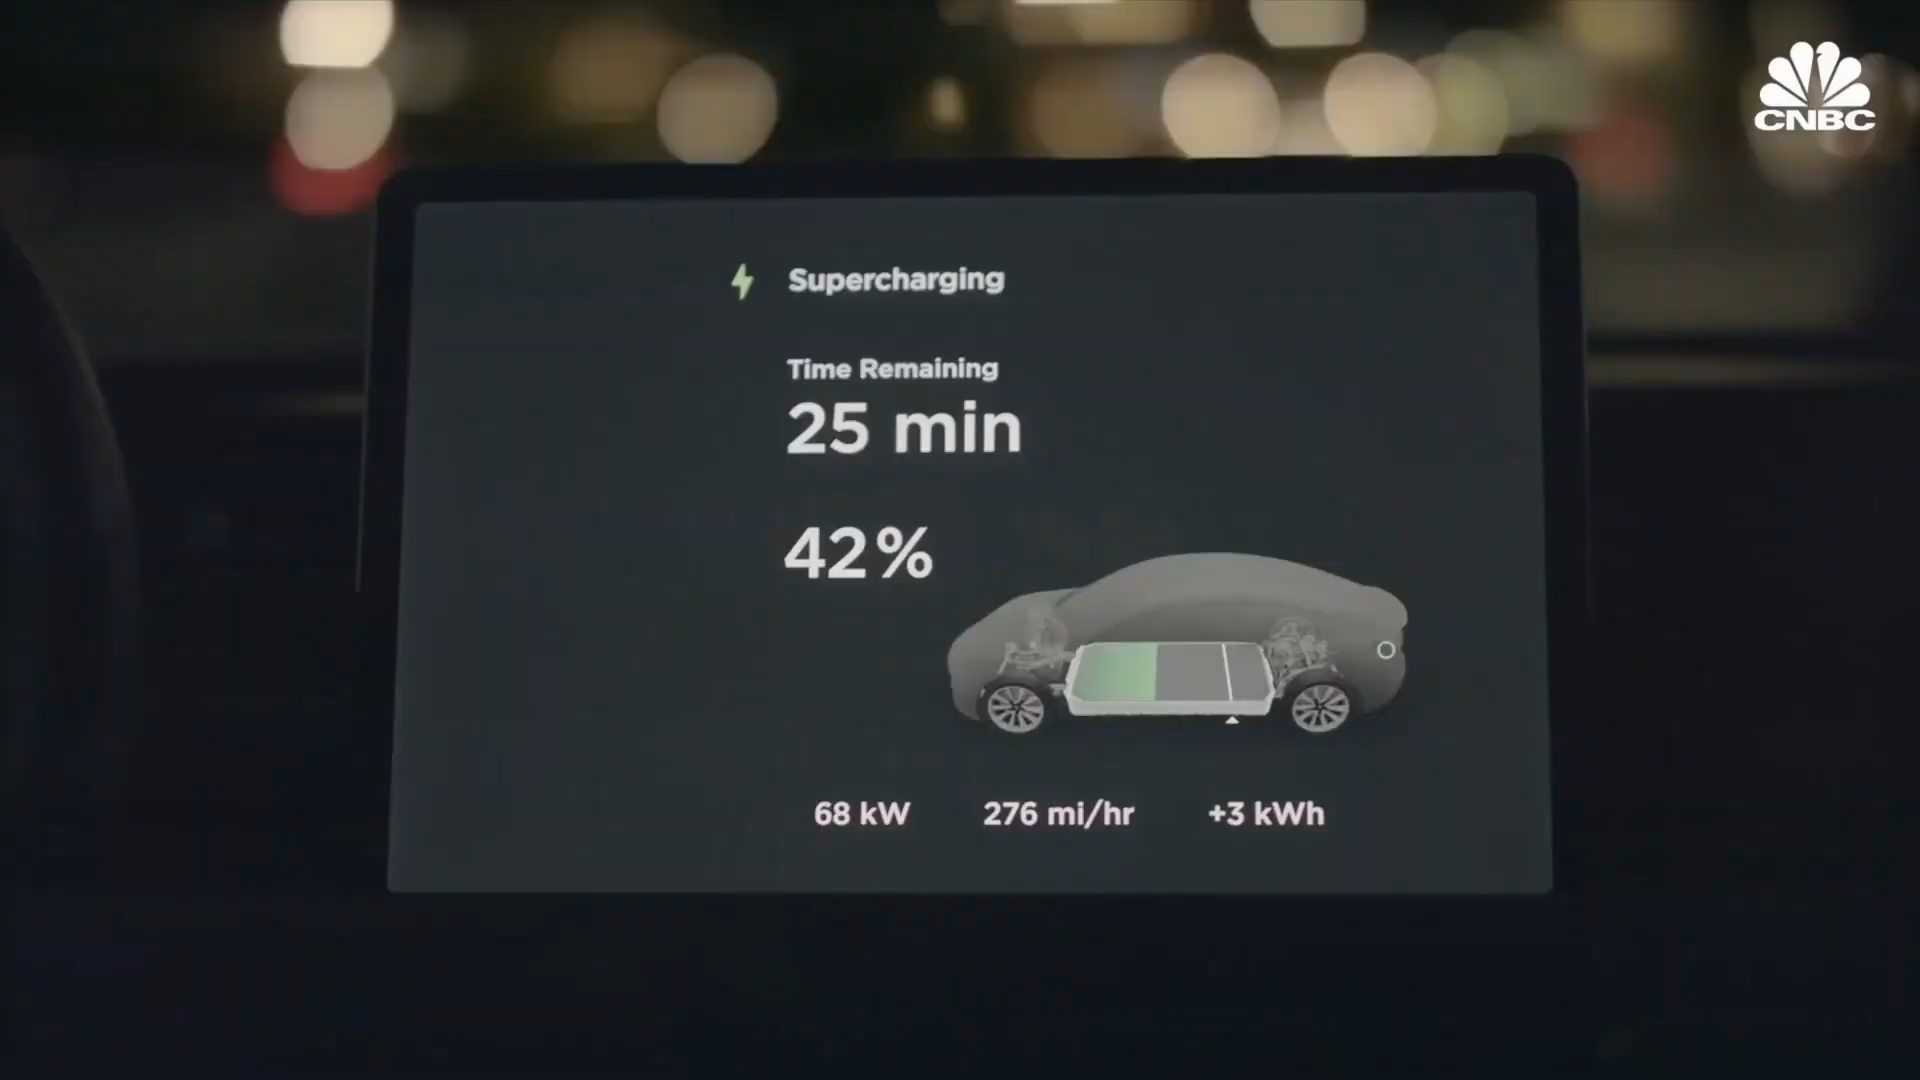 CNBC
Supercharging
Time Remaining
25 min
42%
68 kW 276 mi/hr +3 kWh